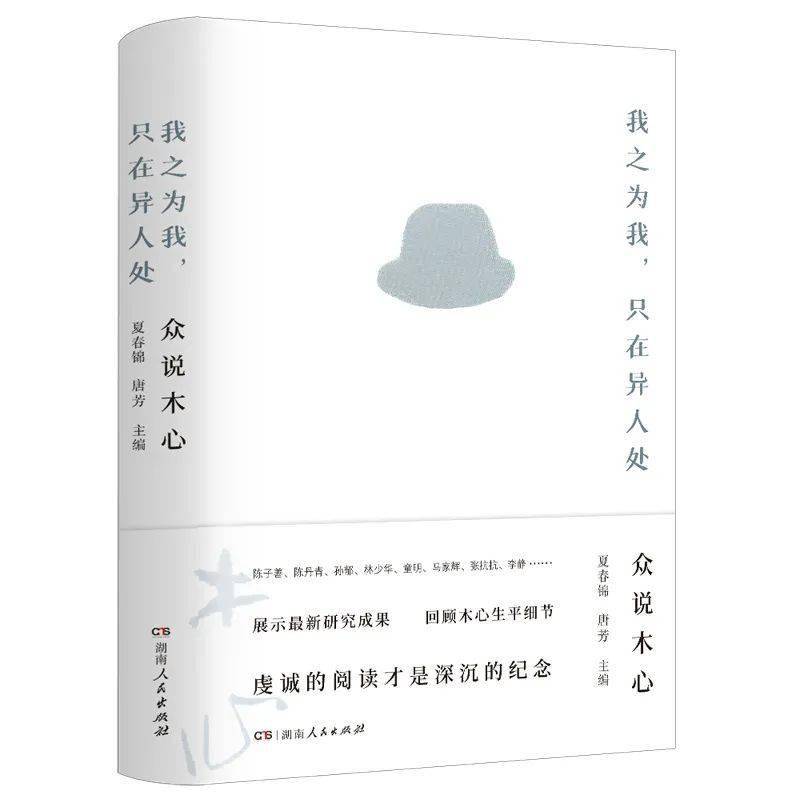 我之为我，
只在异人处
众说木心
夏春锦 唐芳 主编
CTS
湖南人民出版社
我之为我，只在异人处
众说木心
夏春锦 唐芳 主编
陈子善、陈丹青、孙郁、林少华、童明、马家辉、张抗抗、李静……
展示最新研究成果 回顾木心生平细节
虔诚的阅读才是深沉的纪念
木心
CTS 湖南人民出版社